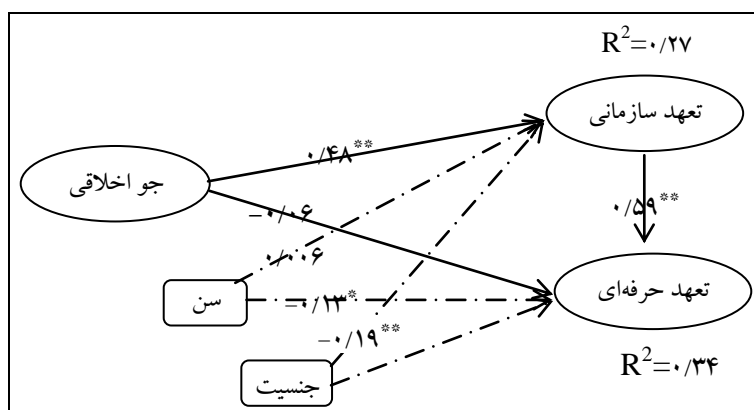 R²=۰/۲۷
تعهد سازمانی
۰/۴۸**
جو اخلاقی
۰/۵۹**
-۰/۰۶
۰/۰۰۶
تعهد حرفه‌ای
سن
-۰/۱۳*
-۰/۱۹**
R²=۰/۳۴
جنسیت